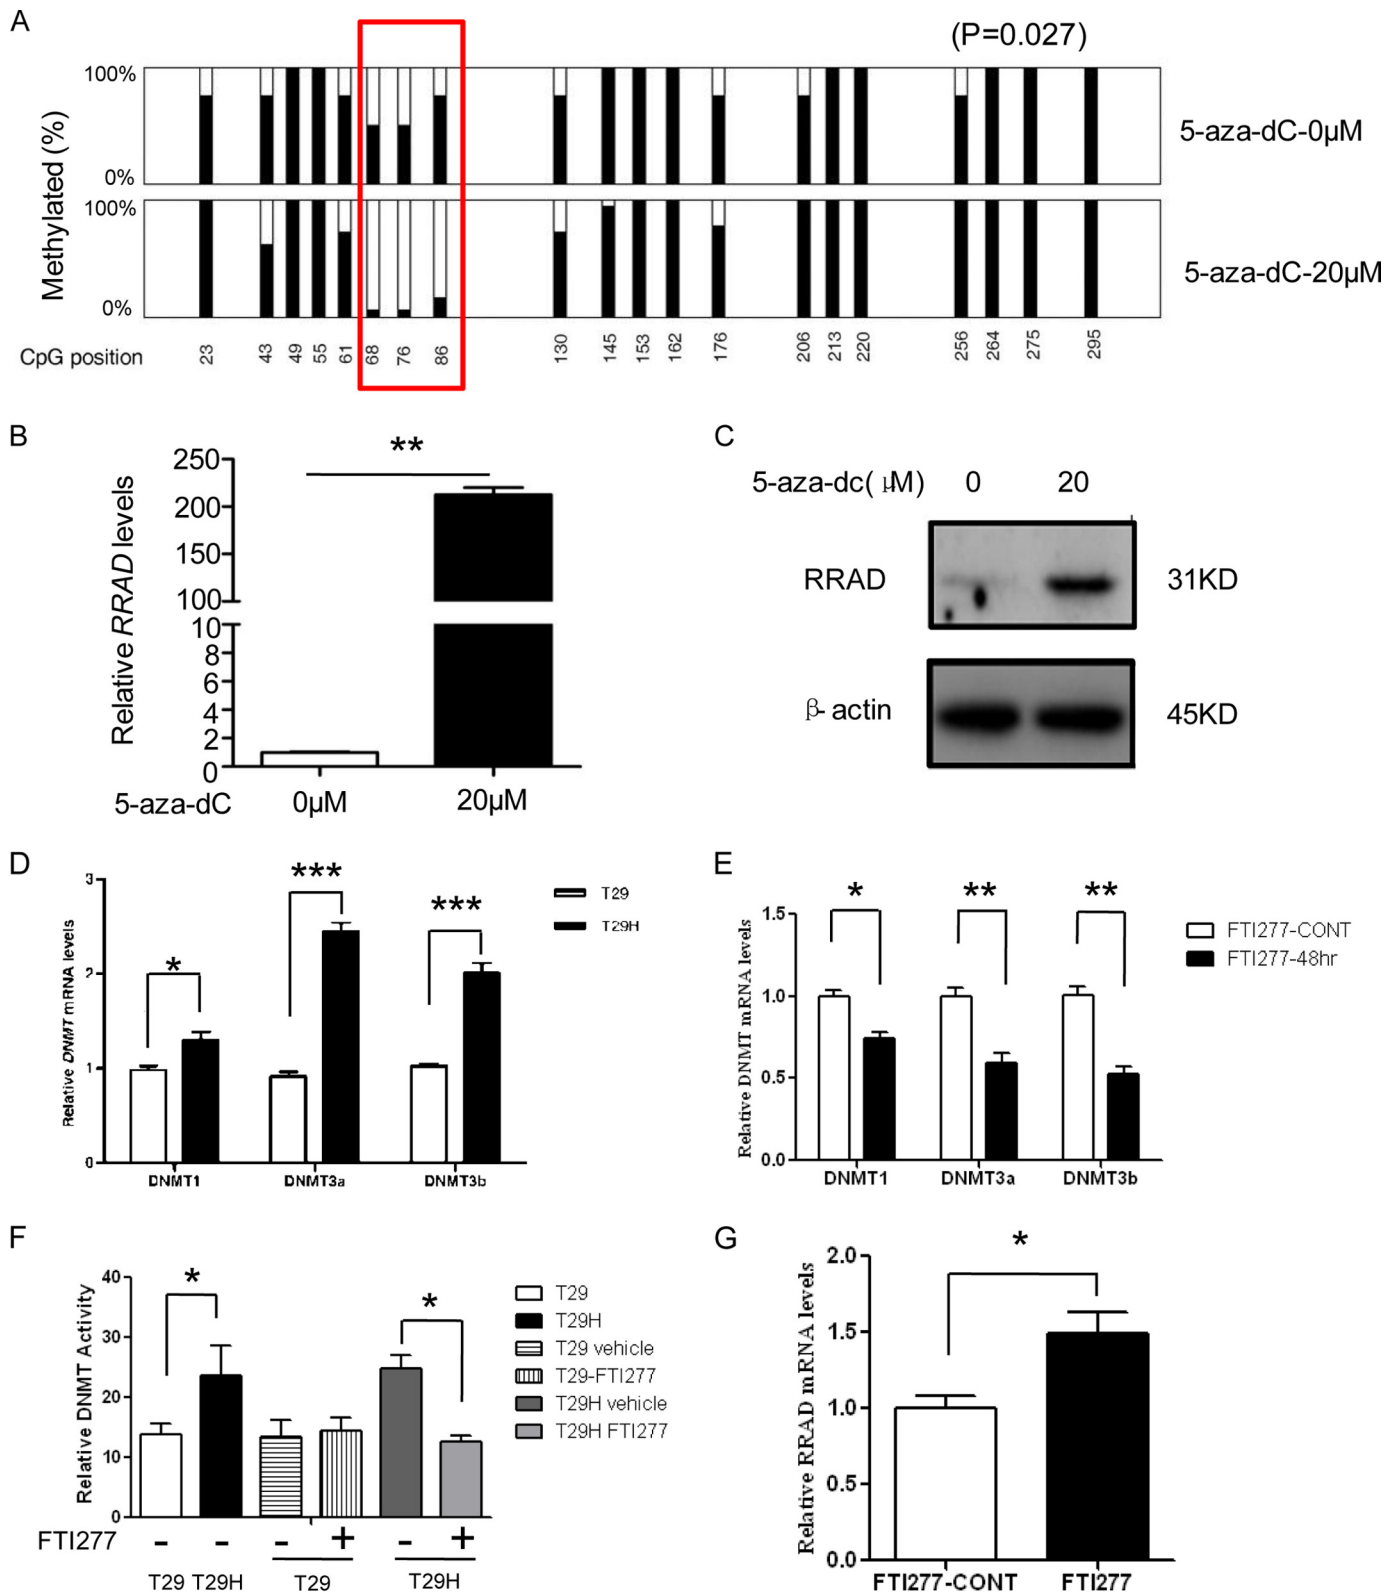 A
(P=0.027)
Methylated (%)
100%
0%
5-aza-dC-0μM
100%
0%
5-aza-dC-20μM
CpG position 23 43 49 55 61 68 76 86 130 145 153 162 176 206 213 220 256 264 275 295
B
**
Relative RRAD levels
250
200
150
100
10
8
6
4
2
0
5-aza-dC 0μM 20μM
C
5-aza-dc( μM) 0 20
RRAD 31KD
β- actin 45KD
D
Relative DNMT mRNA levels
3
2
1
0
* *** ***
T29
T29H
DNMT1 DNMT3a DNMT3b
E
Relative DNMT mRNA levels
1.5
1.0
0.5
0.0
* ** **
FTI277-CONT
FTI277-48hr
DNMT1 DNMT3a DNMT3b
F
Relative DNMT Activity
40
30
20
10
0
* *
T29
T29H
T29 vehicle
T29-FTI277
T29H vehicle
T29H FTI277
FTI277 - - - + - +
T29 T29H T29 T29H
G
Relative RRAD mRNA levels
2.0
1.5
1.0
0.5
0.0
*
FTI277-CONT FTI277